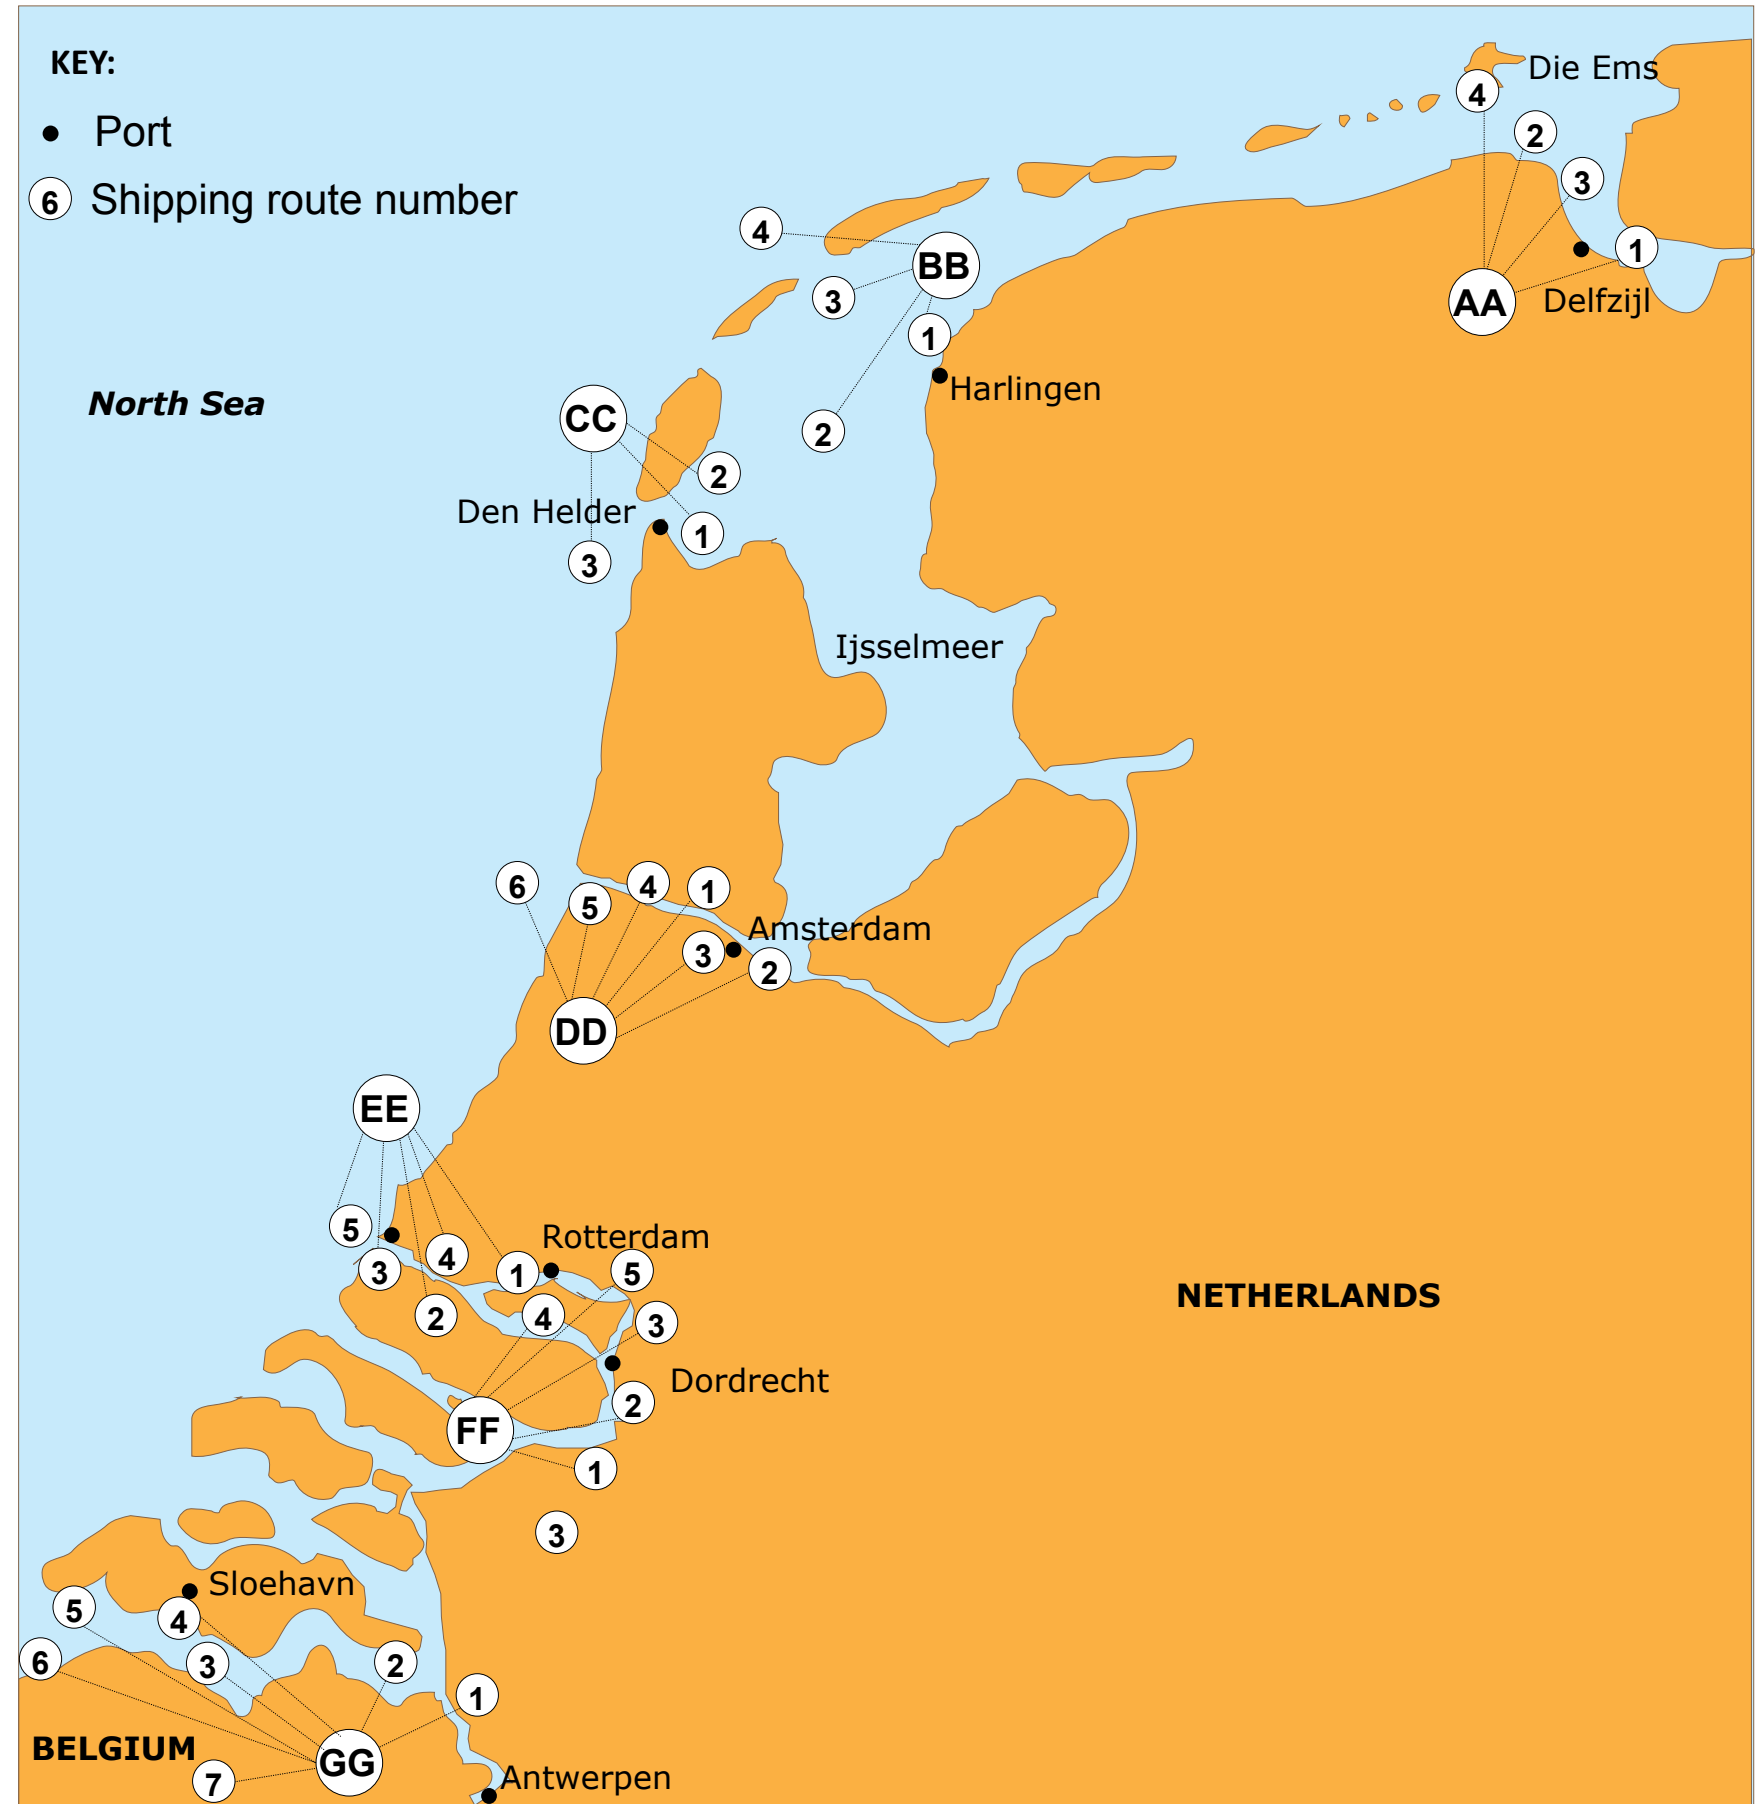 KEY:
Port
6 Shipping route number
Die Ems
4
2
3
1
AA
Delfzijl
4
BB
3
1
Harlingen
2
North Sea
CC
2
Den Helder
1
3
Ijsselmeer
6
5
4
1
Amsterdam
3
2
DD
EE
5
Rotterdam
3
4
1
5
2
4
3
NETHERLANDS
Dordrecht
2
FF
1
3
Sloehavn
5
4
6
3
2
1
BELGIUM
GG
7
Antwerpen